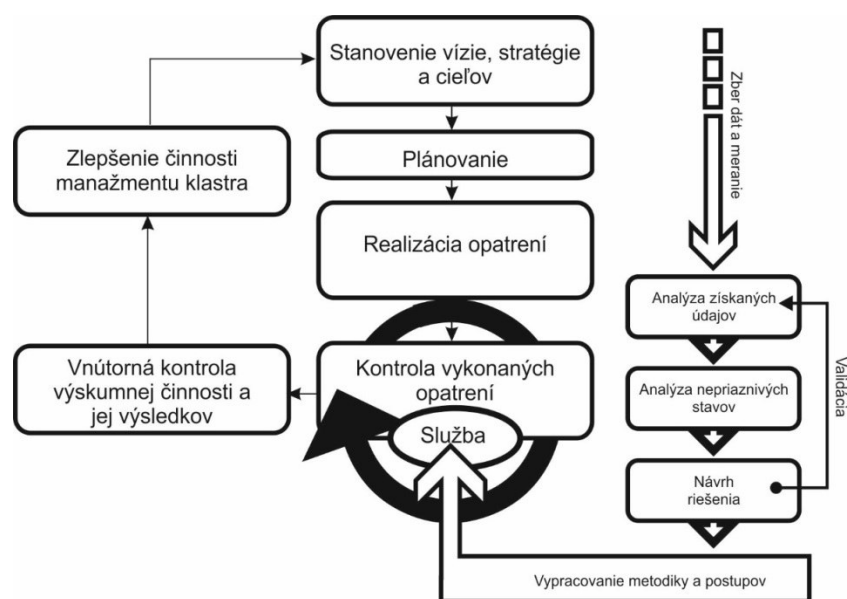 Stanovenie vízie, stratégie
a cieľov
Plánovanie
Realizácia opatrení
Kontrola vykonaných
opatrení
Služba
Vnútorná kontrola
výskumnej činnosti a
jej výsledkov
Zlepšenie činnosti
manažmentu klastra
Zber dát a meranie
Analýza získaných
údajov
Analýza nepriaznivých
stavov
Návrh
riešenia
Validácia
Vypracovanie metodiky a postupov